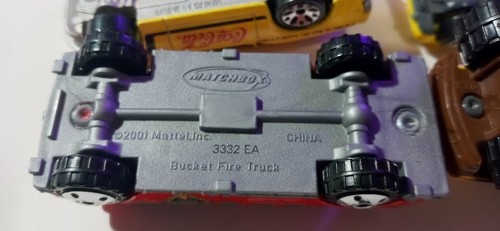 Coca-Cola
MATCHBOX
©2001 Mattel,Inc.
CHINA
3332 EA
Bucket Fire Truck